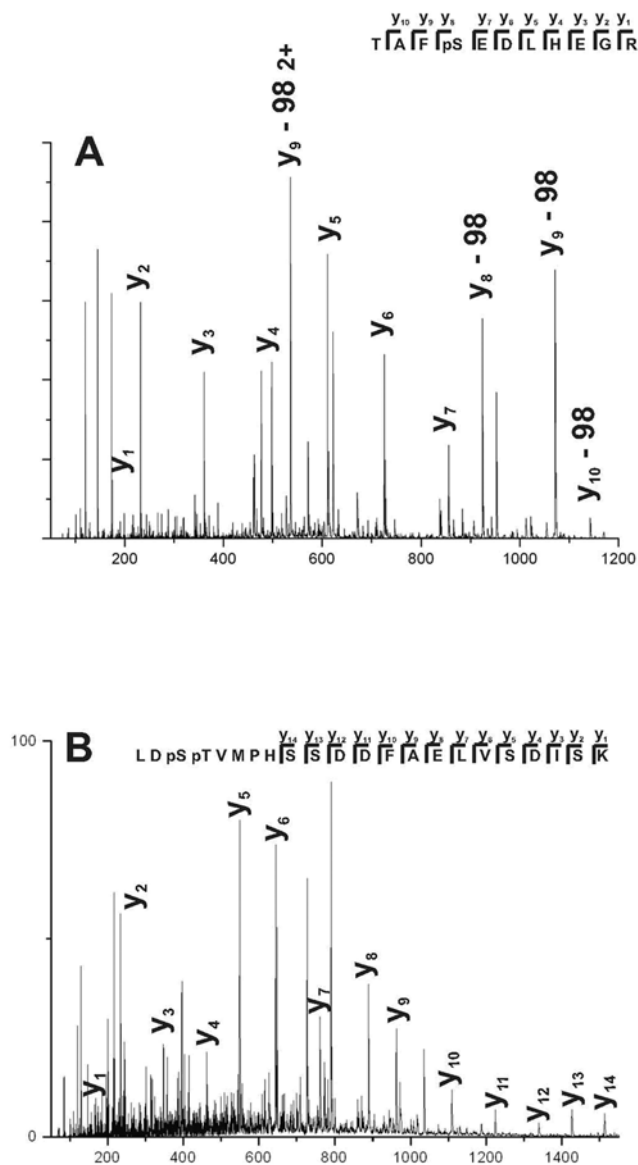 y10 y9 y8 y7 y6 y5 y4 y3 y2 y1
T A F pS E D L H E G R
A
y1
y2
y3
y4
y9 - 98 2+
y5
y6
y7
y8 - 98
y9 - 98
y10 - 98
200 400 600 800 1000 1200
B
y14 y13 y12 y11 y10 y9 y8 y7 y6 y5 y4 y3 y2 y1
L D pS pT V M P H S S D D F A E L V S D I S K
100
y1
y2
y3
y4
y5
y6
y7
y8
y9
y10
y11
y12
y13
y14
0
200 400 600 800 1000 1200 1400